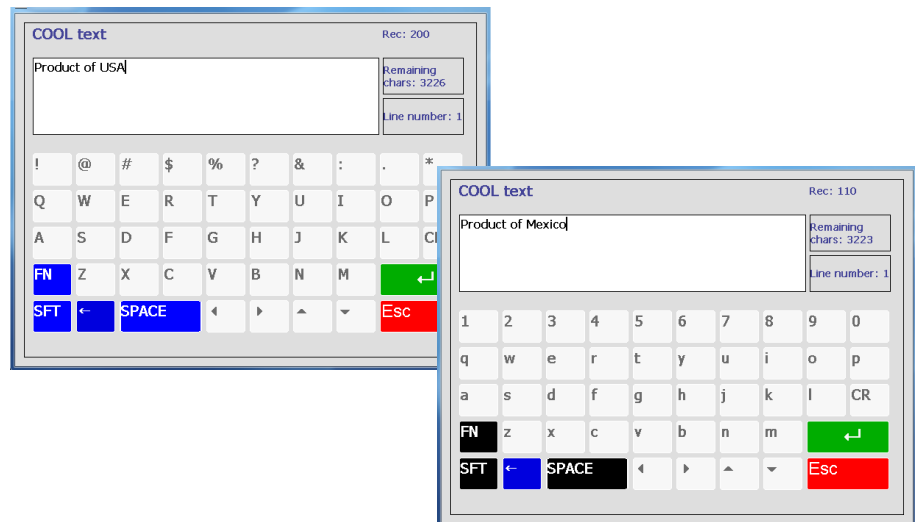 COOL text
Rec: 200
Product of USA
Remaining
chars: 3226
Line number: 1
! @ # $ % ? & : . *
Q W E R T Y U I O P
A S D F G H J K L
FN Z X C V B N M
SFT ← SPACE Esc
COOL text
Rec: 110
Product of Mexico
Remaining
chars: 3223
Line number: 1
1 2 3 4 5 6 7 8 9 0
q w e r t y u i o p
a s d f g h j k l CR
FN z x c v b n m
SFT ← SPACE Esc